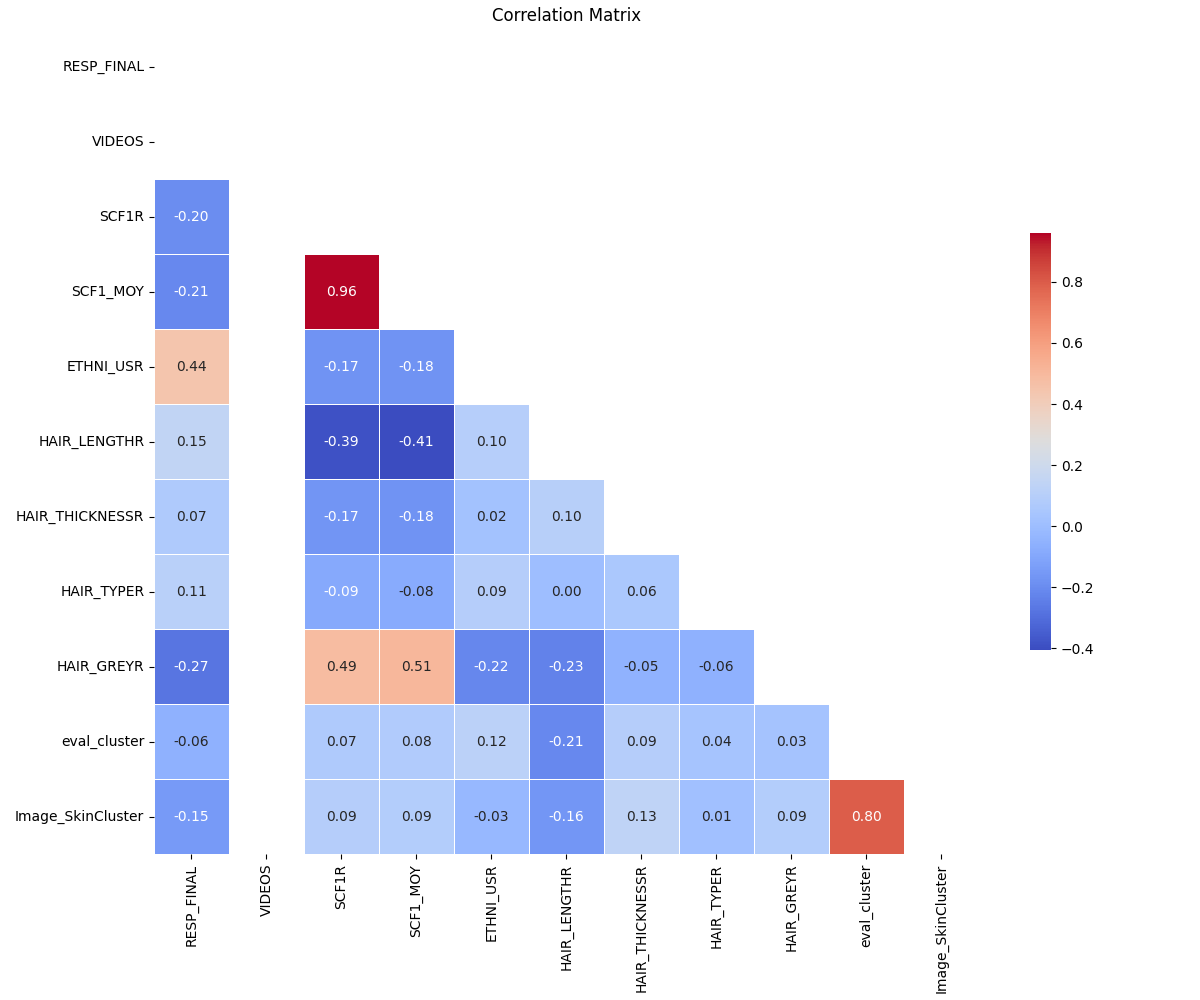 Correlation Matrix
RESP_FINAL
VIDEOS
SCF1R -0.20
SCF1_MOY -0.21 0.96
ETHNI_USR 0.44 -0.17 -0.18
HAIR_LENGTHR 0.15 -0.39 -0.41 0.10
HAIR_THICKNESSR 0.07 -0.17 -0.18 0.02 0.10
HAIR_TYPER 0.11 -0.09 -0.08 0.09 0.00 0.06
HAIR_GREYR -0.27 0.49 0.51 -0.22 -0.23 -0.05 -0.06
eval_cluster -0.06 0.07 0.08 0.12 -0.21 0.09 0.04 0.03
Image_SkinCluster -0.15 0.09 0.09 -0.03 -0.16 0.13 0.01 0.09 0.80
RESP_FINAL
VIDEOS
SCF1R
SCF1_MOY
ETHNI_USR
HAIR_LENGTHR
HAIR_THICKNESSR
HAIR_TYPER
HAIR_GREYR
eval_cluster
Image_SkinCluster
0.8
0.6
0.4
0.2
0.0
−0.2
−0.4